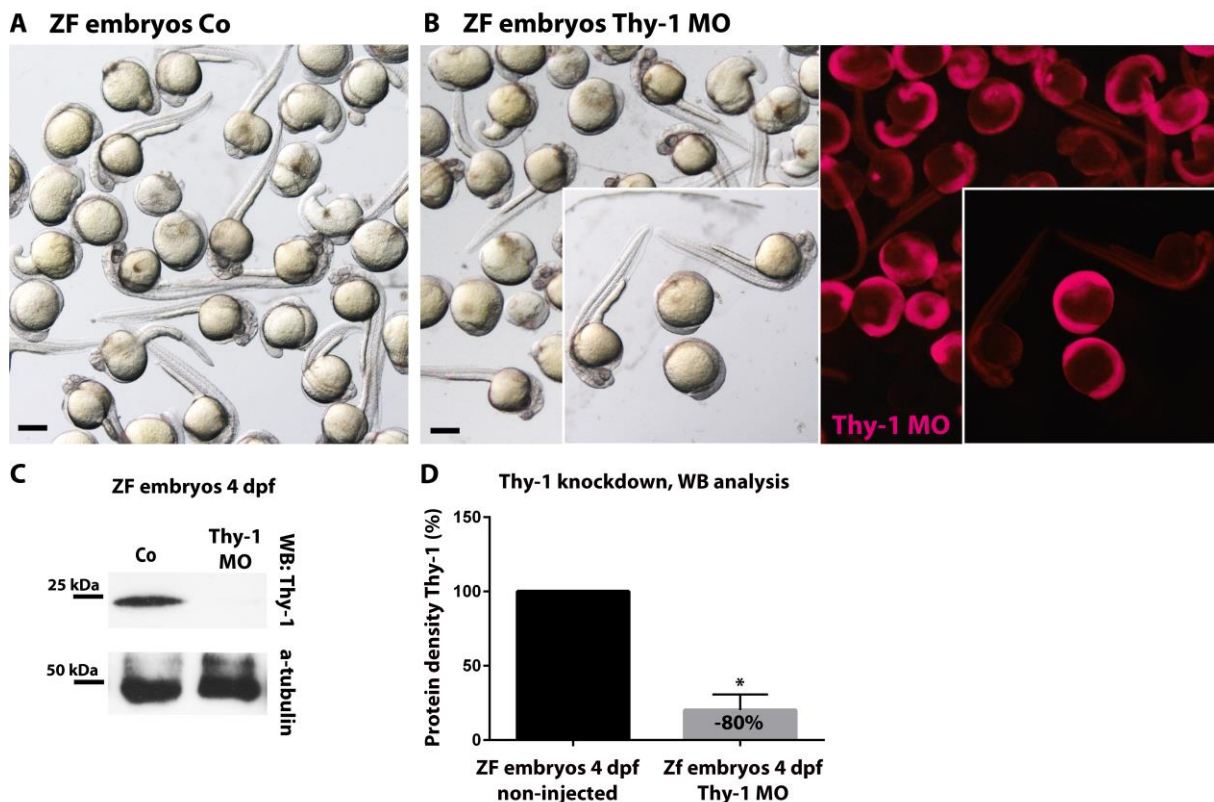 A ZF embryos Co
B ZF embryos Thy-1 MO
Thy-1 MO
C
ZF embryos 4 dpf
Co
Thy-1
MO
25 kDa
WB:Thy-1
50 kDa
a-tubulin
D
Thy-1 knockdown, WB analysis
Protein density Thy-1 (%)
150
100
50
0
*
-80%
ZF embryos 4 dpf
non-injected
Zf embryos 4 dpf
Thy-1 MO